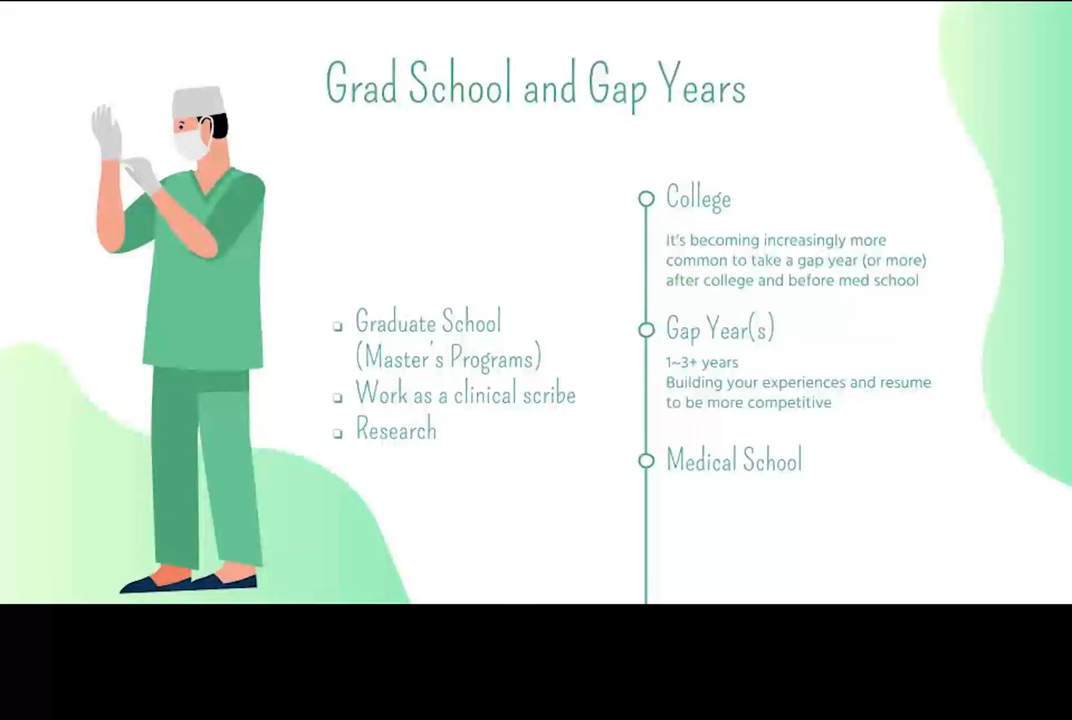 Grad School and Gap Years
Graduate School
(Master's Programs)
Work as a clinical scribe
Research
College
It's becoming increasingly more
common to take a gap year (or more)
after college and before med school
Gap Year(s)
1~3+ years
Building your experiences and resume
to be more competitive
Medical School